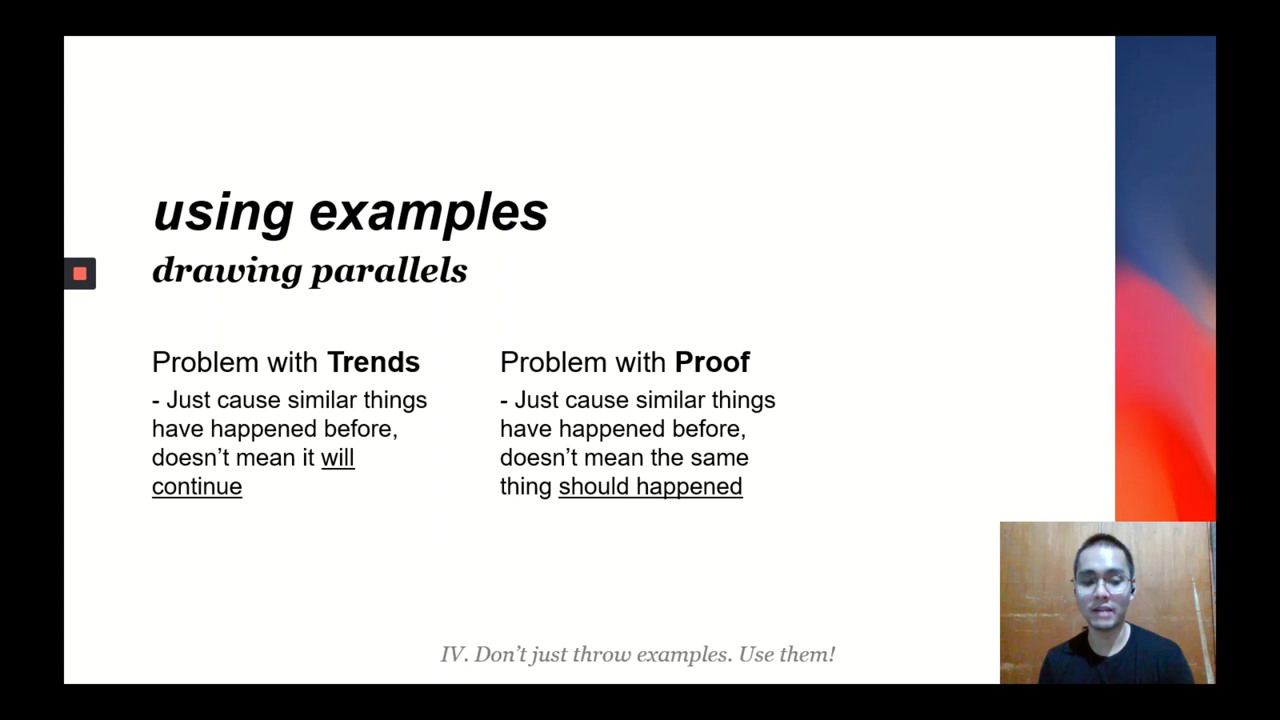 using examples
drawing parallels
Problem with Trends
- Just cause similar things
have happened before,
doesn’t mean it will
continue
Problem with Proof
- Just cause similar things
have happened before,
doesn’t mean the same
thing should happened
IV. Don’t just throw examples. Use them!